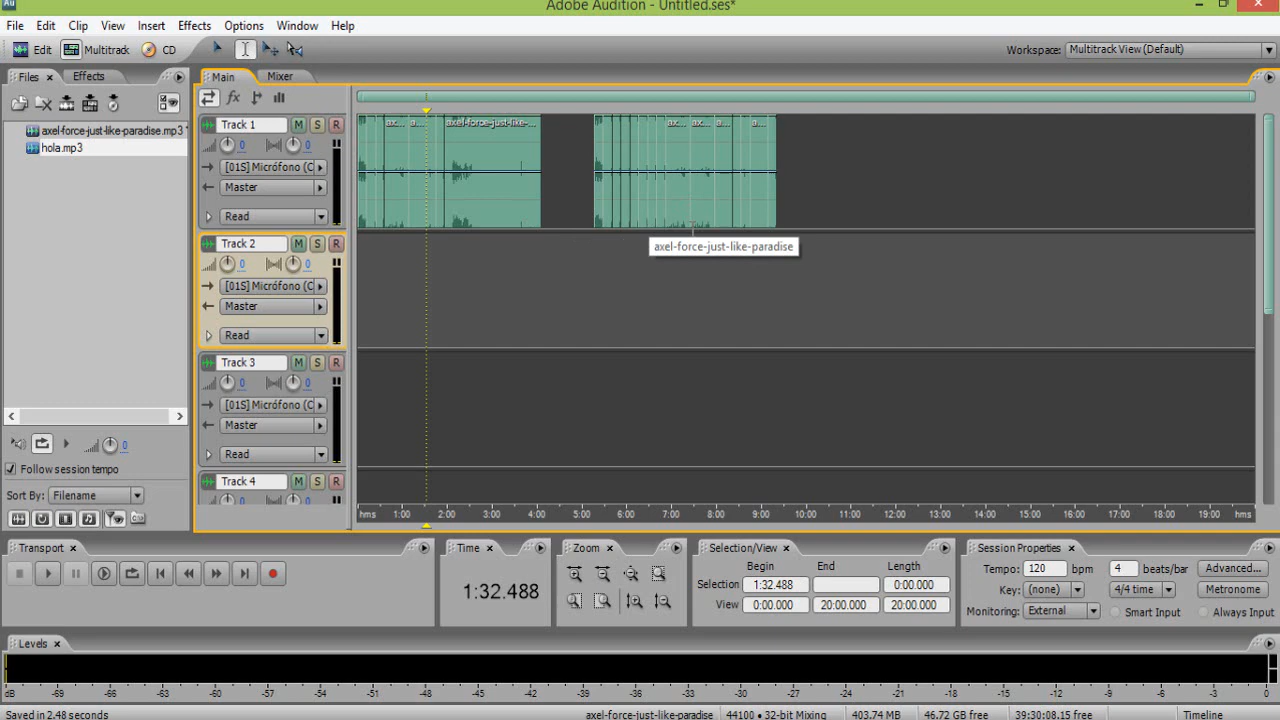 Au
Adobe Audition - Untitled.ses*
File Edit Clip View Insert Effects Options Window Help
Edit Multitrack CD
Workspace: Multitrack View (Default)
Files Effects
Main Mixer
axel-force-just-like-paradise.mp3 *
hola.mp3
Track 1 M S R
0 0
[01S] Micrófono (C
Master
Read
ax... a... axel-force-just-like-... ax... ax... a... a...
axel-force-just-like-paradise
Track 2 M S R
0 0
[01S] Micrófono (C
Master
Read
Track 3 M S R
0 0
[01S] Micrófono (C
Master
Read
Track 4 M S R
0 0
hms 1:00 2:00 3:00 4:00 5:00 6:00 7:00 8:00 9:00 10:00 11:00 12:00 13:00 14:00 15:00 16:00 17:00 18:00 19:00 hms
0
Follow session tempo
Sort By: Filename
Transport
Time
1:32.488
Zoom
Selection/View
Begin End Length
Selection 1:32.488 0:00.000
View 0:00.000 20:00.000 20:00.000
Session Properties
Tempo: 120 bpm 4 beats/bar Advanced...
Key: (none) 4/4 time Metronome
Monitoring: External Smart Input Always Input
Levels
dB -69 -66 -63 -60 -57 -54 -51 -48 -45 -42 -39 -36 -33 -30 -27 -24 -21 -18 -15 -12 -9 -6 -3 0
Saved in 2.48 seconds
axel-force-just-like-paradise 44100 • 32-bit Mixing 403.74 MB 46.72 GB free 39:30:08.15 free Timeline